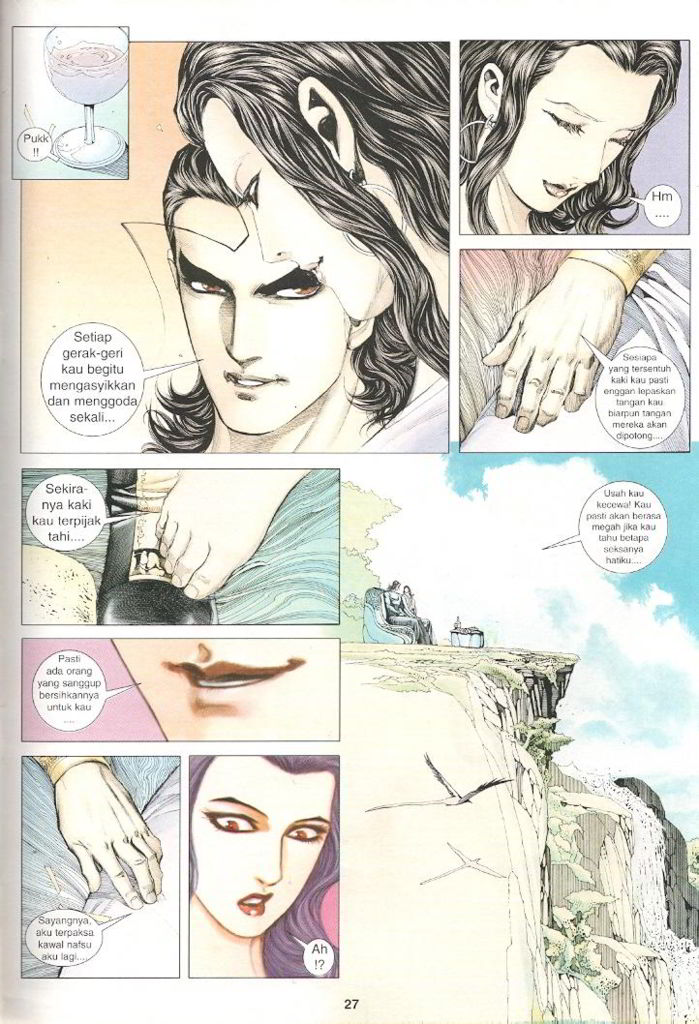 Pukk
!!
Setiap
gerak-geri
kau begitu
mengasyikkan
dan menggoda
sekali...
Hm
....
Sesiapa
yang tersentuh
kaki kau pasti
enggan lepaskan
tangan kau
biarpun tangan
mereka akan
dipotong....
Sekira-
nya kaki
kau terpijak
tahi....
Usah kau
kecewa! Kau
pasti akan berasa
megah jika kau
tahu betapa
seksanya
hatiku....
Pasti
ada orang
yang sanggup
bersihkannya
untuk kau
....
Sayangnya,
aku terpaksa
kawal nafsu
aku lagi....
Ah
!?
27